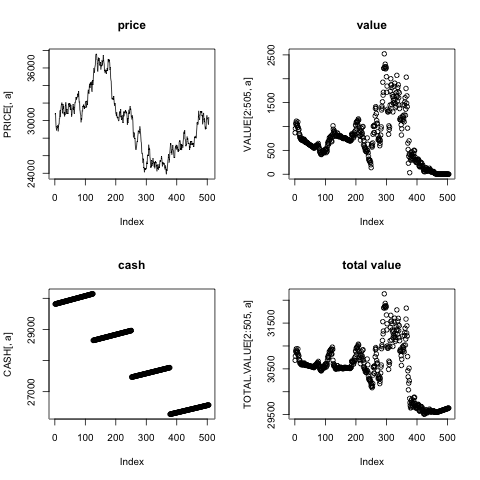 price
PRICE[, a]
24000 30000 36000
0 100 200 300 400 500
Index
value
VALUE[2:505, a]
0 500 1500 2500
0 100 200 300 400 500
Index
cash
CASH[, a]
27000 29000
0 100 200 300 400 500
Index
total value
TOTAL.VALUE[2:505, a]
29500 30500 31500
0 100 200 300 400 500
Index